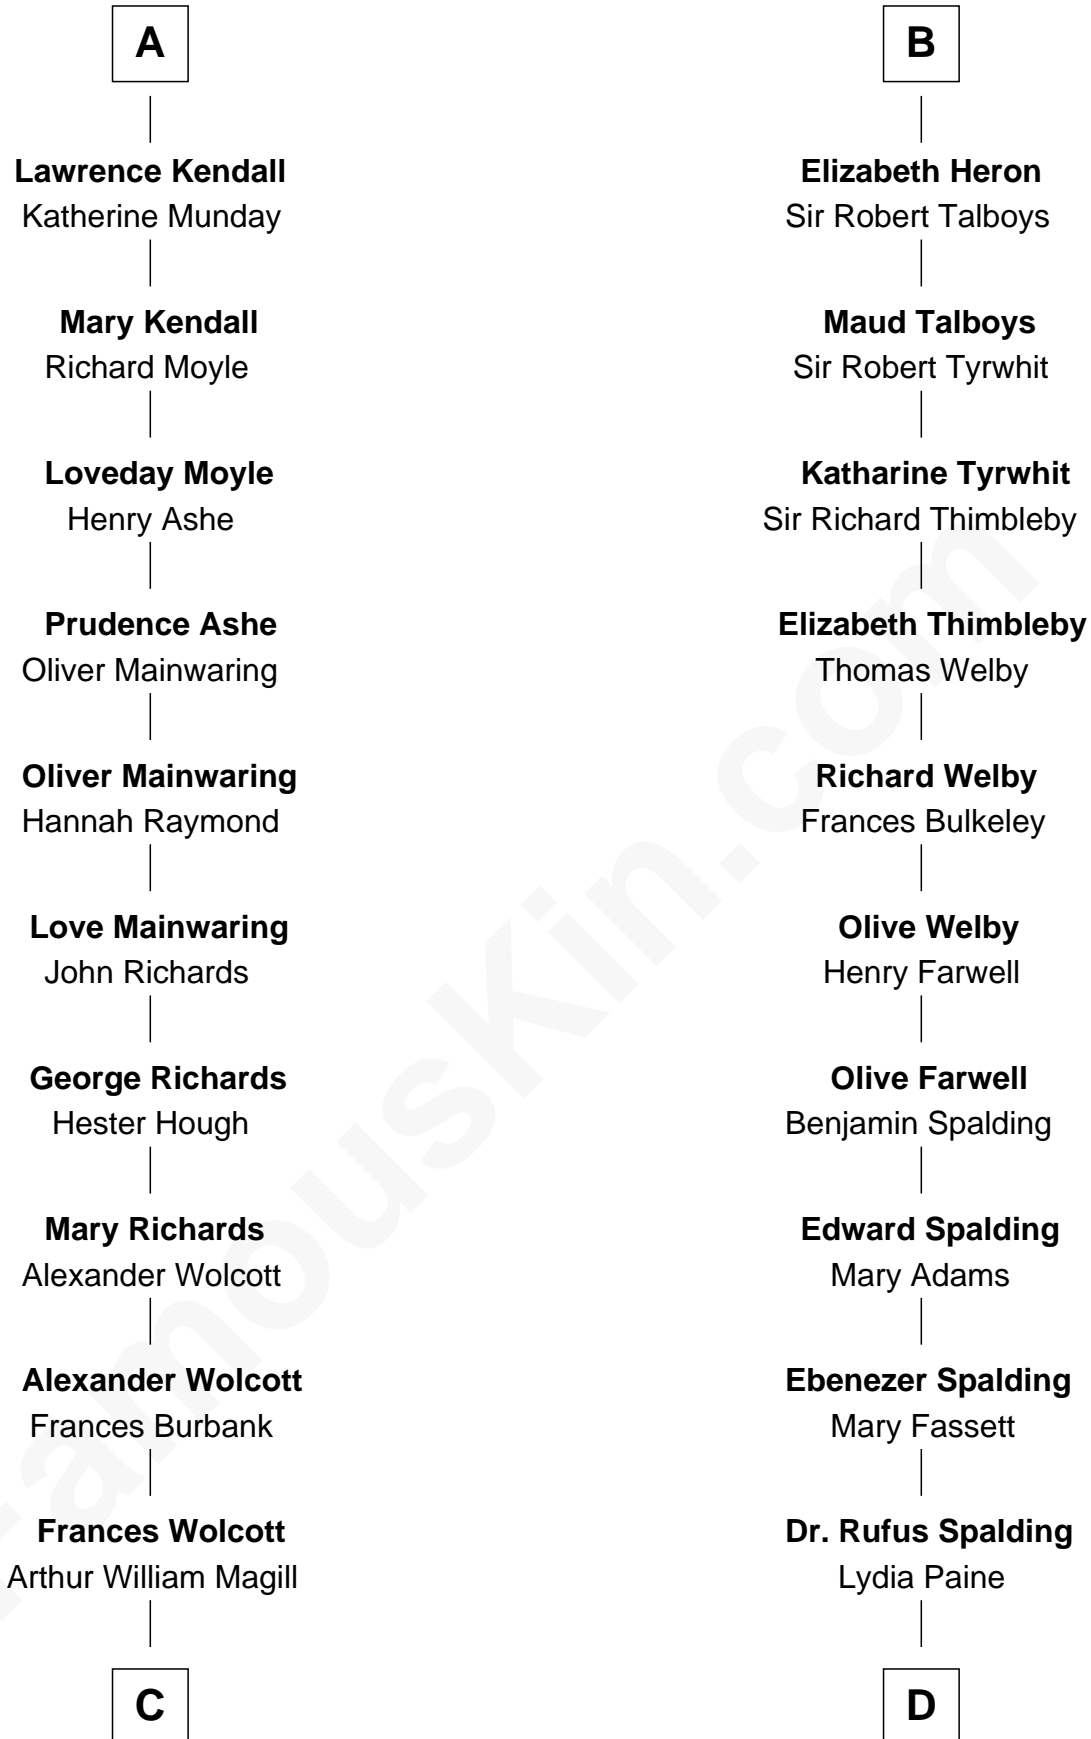 A
Lawrence Kendall
Katherine Munday
Mary Kendall
Richard Moyle
Loveday Moyle
Henry Ashe
Prudence Ashe
Oliver Mainwaring
Oliver Mainwaring
Hannah Raymond
Love Mainwaring
John Richards
George Richards
Hester Hough
Mary Richards
Alexander Wolcott
Alexander Wolcott
Frances Burbank
Frances Wolcott
Arthur William Magill
C
B
Elizabeth Heron
Sir Robert Talboys
Maud Talboys
Sir Robert Tyrwhit
Katharine Tyrwhit
Sir Richard Thimbleby
Elizabeth Thimbleby
Thomas Welby
Richard Welby
Frances Bulkeley
Olive Welby
Henry Farwell
Olive Farwell
Benjamin Spalding
Edward Spalding
Mary Adams
Ebenezer Spalding
Mary Fassett
Dr. Rufus Spalding
Lydia Paine
D
FamousKin.com